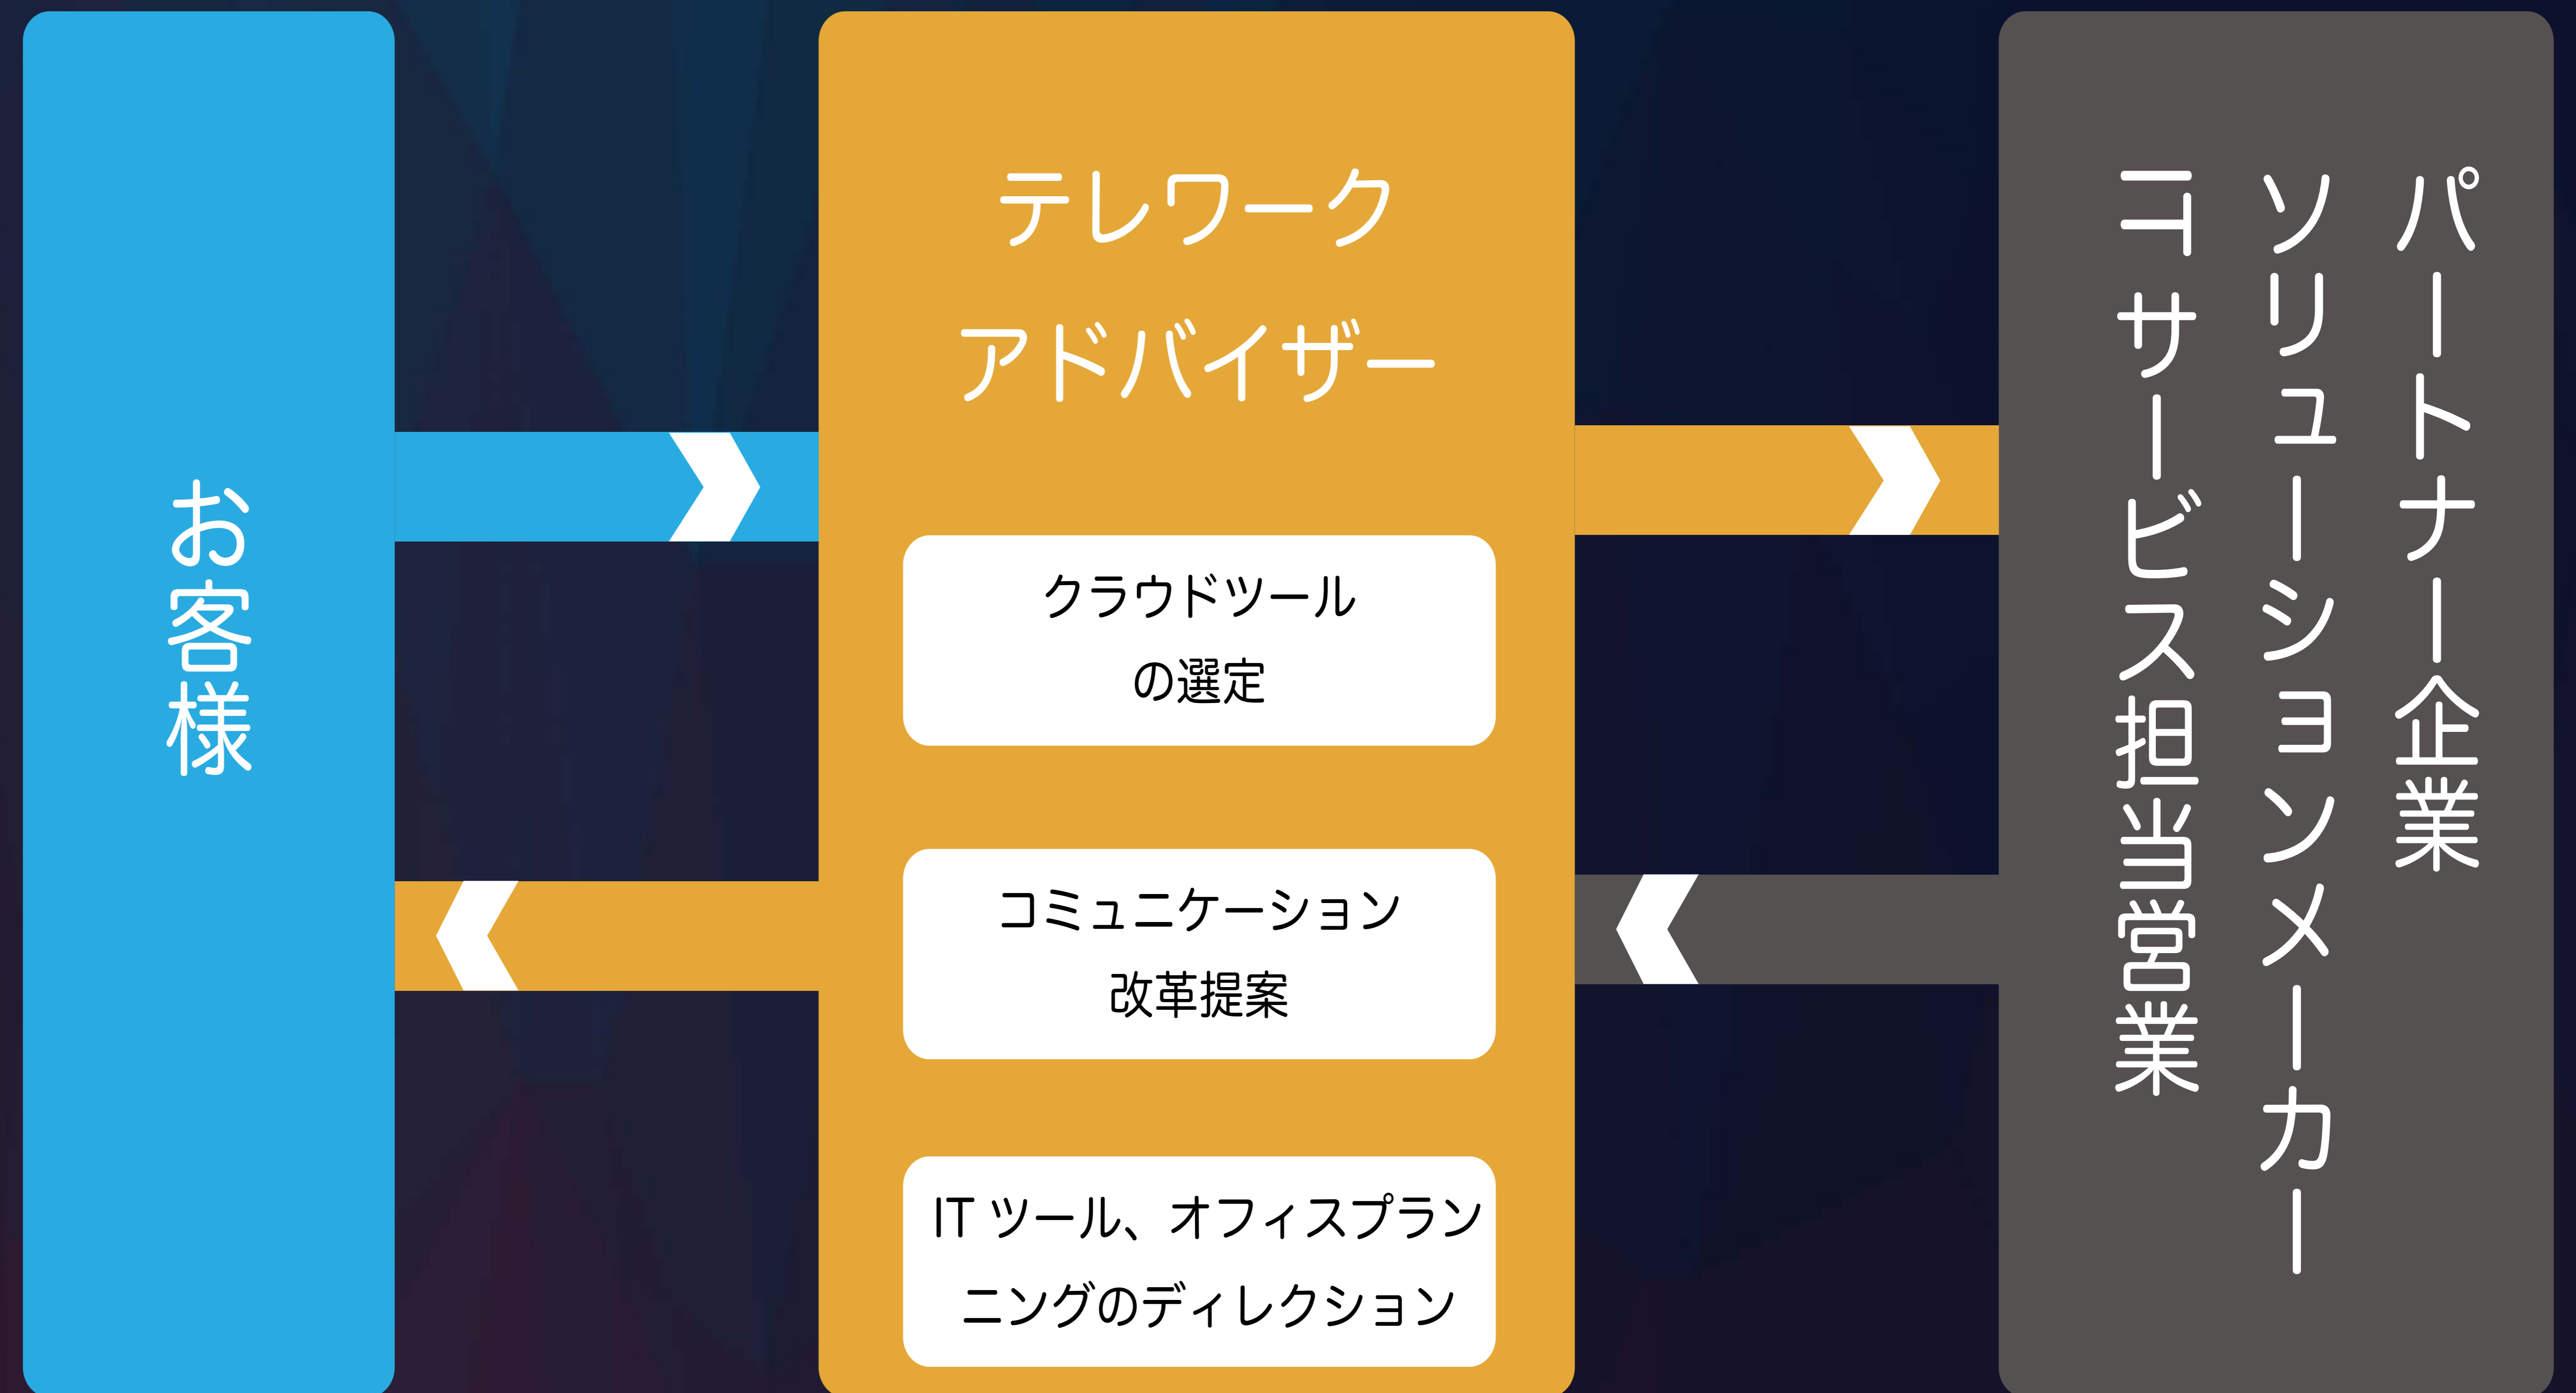 お客様
テレワーク
アドバイザー
クラウドツール
の選定
コミュニケーション
改革提案
IT ツール、オフィスプラン
ニングのディレクション
パートナー企業
ソリューションメーカー
IT サービス担当営業